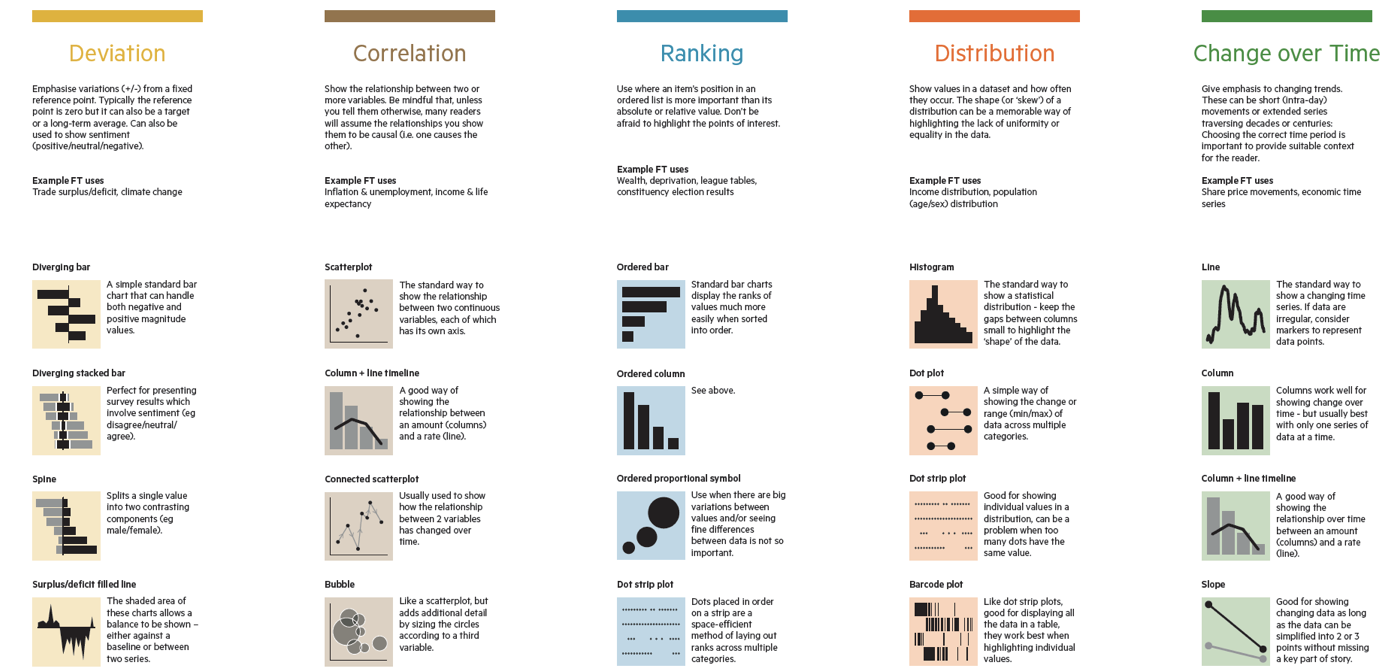 Deviation
Emphasise variations (+/-) from a fixed
reference point. Typically the reference
point is zero but it can also be a target
or a long-term average. Can also be
used to show sentiment
(positive/neutral/negative).
Example FT uses
Trade surplus/deficit, climate change
Diverging bar
A simple standard bar
chart that can handle
both negative and
positive magnitude
values.
Diverging stacked bar
Perfect for presenting
survey results which
involve sentiment (eg
disagree/neutral/
agree).
Spine
Splits a single value
into two contrasting
components (eg
male/female).
Surplus/deficit filled line
The shaded area of
these charts allows a
balance to be shown –
either against a
baseline or between
two series.
Correlation
Show the relationship between two or
more variables. Be mindful that, unless
you tell them otherwise, many readers
will assume the relationships you show
them to be causal (i.e. one causes the
other).
Example FT uses
Inflation & unemployment, income & life
expectancy
Scatterplot
The standard way to
show the relationship
between two continuous
variables, each of which
has its own axis.
Column + line timeline
A good way of
showing the
relationship between
an amount (columns)
and a rate (line).
Connected scatterplot
Usually used to show
how the relationship
between 2 variables
has changed over
time.
Bubble
Like a scatterplot, but
adds additional detail
by sizing the circles
according to a third
variable.
Ranking
Use where an item's position in an
ordered list is more important than its
absolute or relative value. Don't be
afraid to highlight the points of interest.
Example FT uses
Wealth, deprivation, league tables,
constituency election results
Ordered bar
Standard bar charts
display the ranks of
values much more
easily when sorted
into order.
Ordered column
See above.
Ordered proportional symbol
Use when there are big
variations between
values and/or seeing
fine differences
between data is not so
important.
Dot strip plot
Dots placed in order
on a strip are a
space-efficient
method of laying out
ranks across multiple
categories.
Distribution
Show values in a dataset and how often
they occur. The shape (or 'skew') of a
distribution can be a memorable way of
highlighting the lack of uniformity or
equality in the data.
Example FT uses
Income distribution, population
(age/sex) distribution
Histogram
The standard way to
show a statistical
distribution - keep the
gaps between columns
small to highlight the
'shape' of the data.
Dot plot
A simple way of
showing the change or
range (min/max) of
data across multiple
categories.
Dot strip plot
Good for showing
individual values in a
distribution, can be a
problem when too
many dots have the
same value.
Barcode plot
Like dot strip plots,
good for displaying all
the data in a table,
they work best when
highlighting individual
values.
Change over Time
Give emphasis to changing trends.
These can be short (intra-day)
movements or extended series
traversing decades or centuries:
Choosing the correct time period is
important to provide suitable context
for the reader.
Example FT uses
Share price movements, economic time
series
Line
The standard way to
show a changing time
series. If data are
irregular, consider
markers to represent
data points.
Column
Columns work well for
showing change over
time - but usually best
with only one series of
data at a time.
Column + line timeline
A good way of
showing the
relationship over time
between an amount
(columns) and a rate
(line).
Slope
Good for showing
changing data as long
as the data can be
simplified into 2 or 3
points without missing
a key part of story.